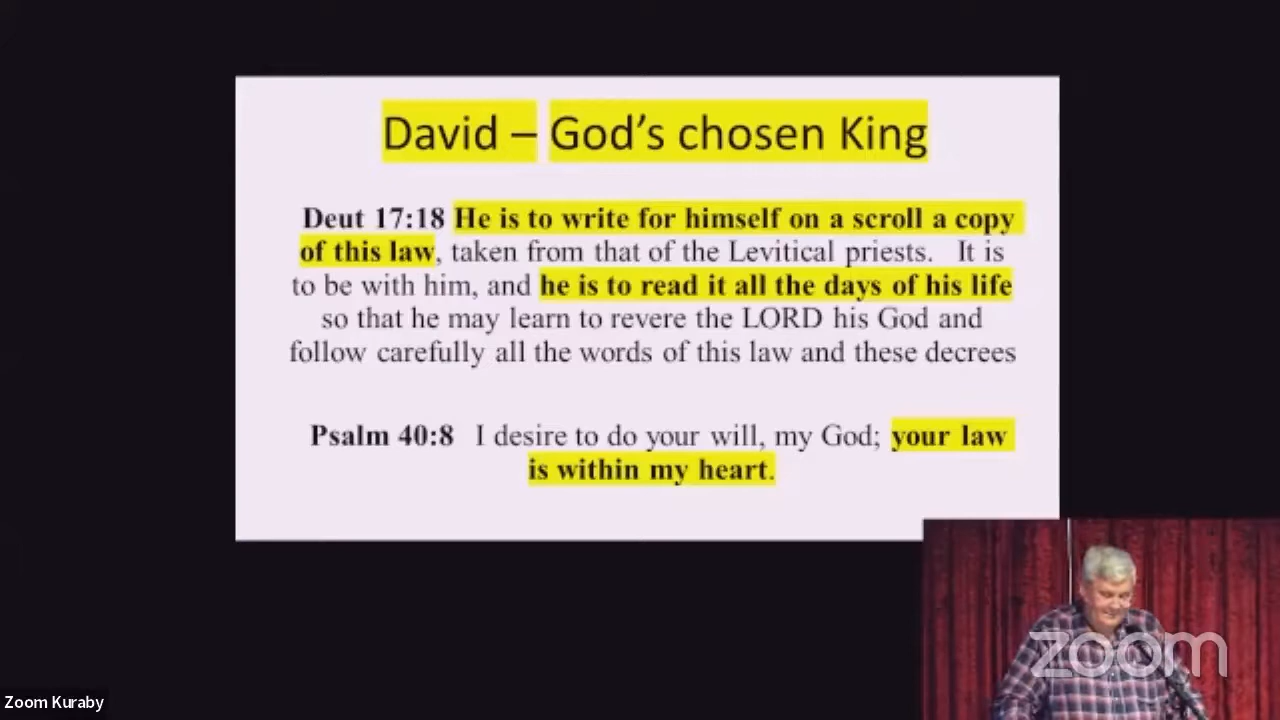 David – God's chosen King
Deut 17:18 He is to write for himself on a scroll a copy
of this law, taken from that of the Levitical priests. It is
to be with him, and he is to read it all the days of his life
so that he may learn to revere the LORD his God and
follow carefully all the words of this law and these decrees
Psalm 40:8 I desire to do your will, my God; your law
is within my heart.
zoom
Zoom Kuraby